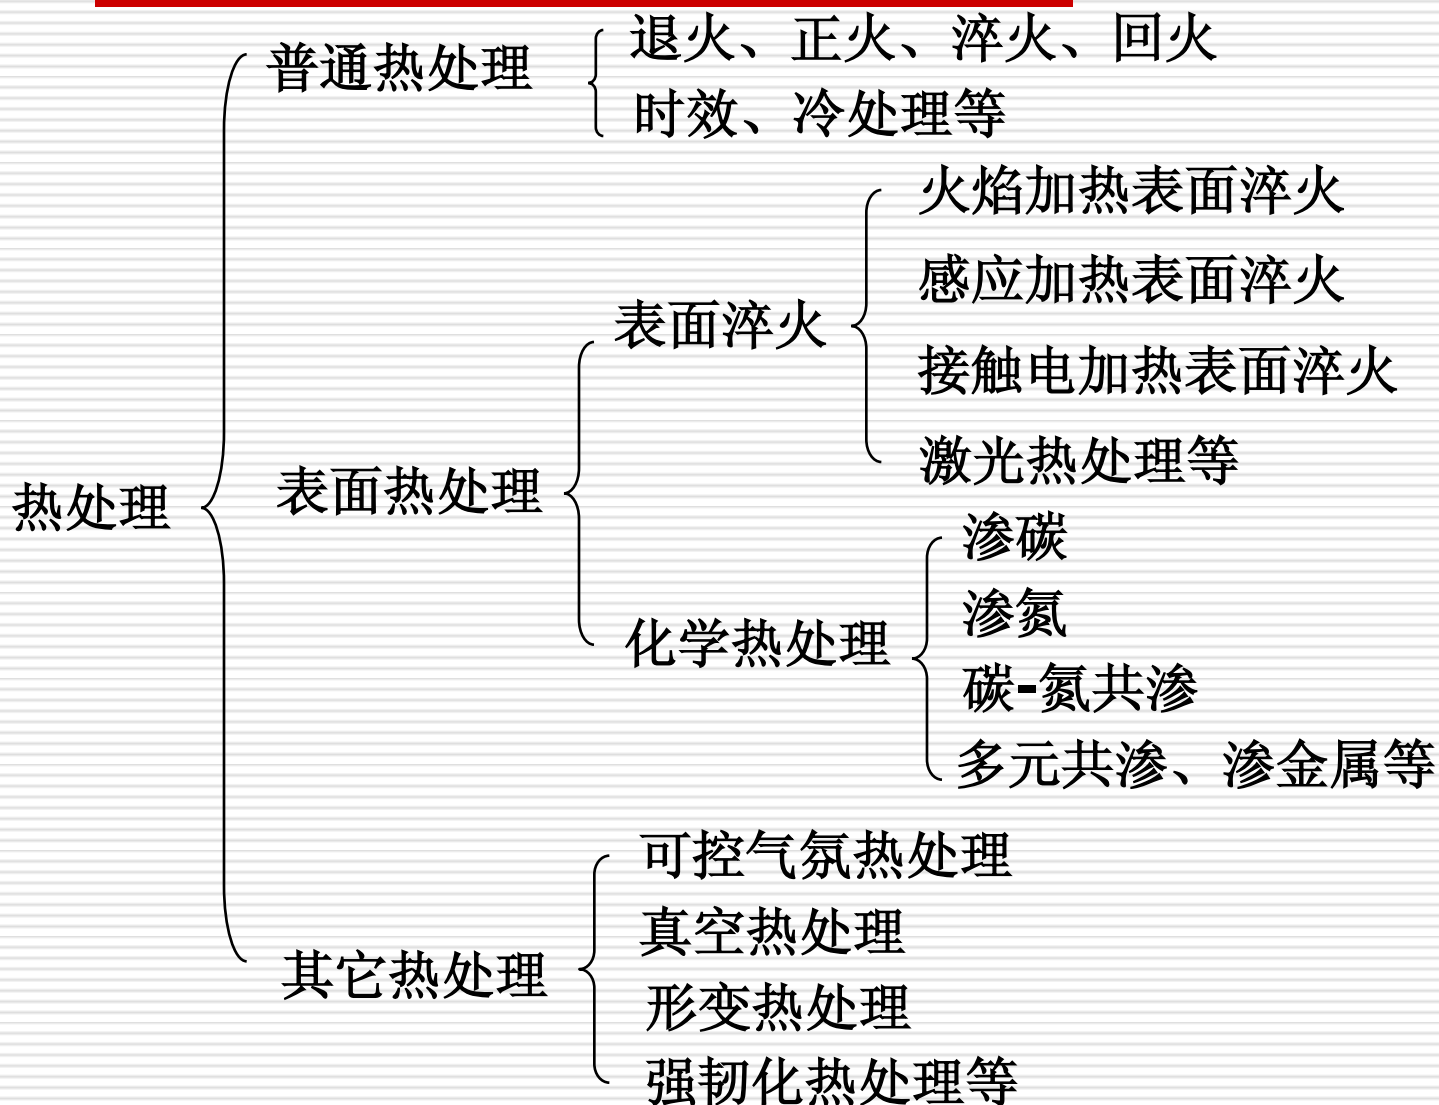 普通热处理
退火、正火、淬火、回火
时效、冷处理等
热处理
表面热处理
表面淬火
火焰加热表面淬火
感应加热表面淬火
接触电加热表面淬火
激光热处理等
化学热处理
渗碳
渗氮
碳-氮共渗
多元共渗、渗金属等
其它热处理
可控气氛热处理
真空热处理
形变热处理
强韧化热处理等